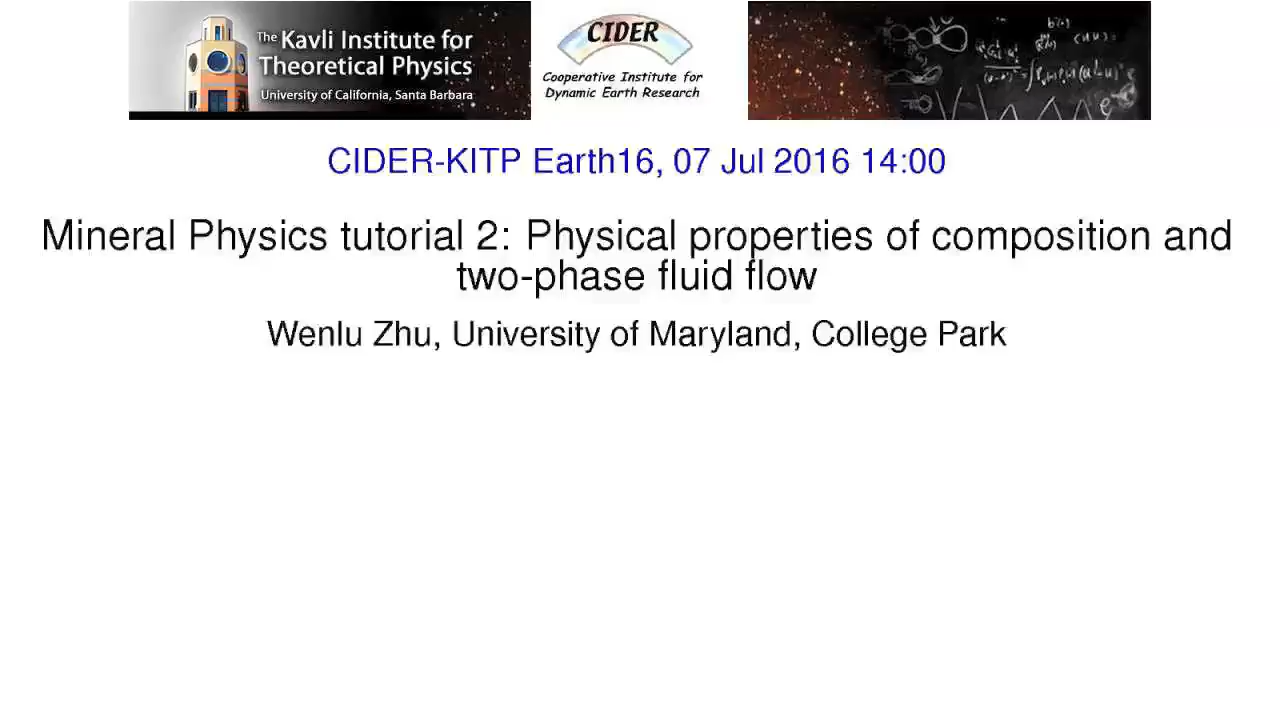 The Kavli Institute for
Theoretical Physics
University of California, Santa Barbara
CIDER
Cooperative Institute for
Dynamic Earth Research
CIDER-KITP Earth16, 07 Jul 2016 14:00
Mineral Physics tutorial 2: Physical properties of composition and
two-phase fluid flow
Wenlu Zhu, University of Maryland, College Park